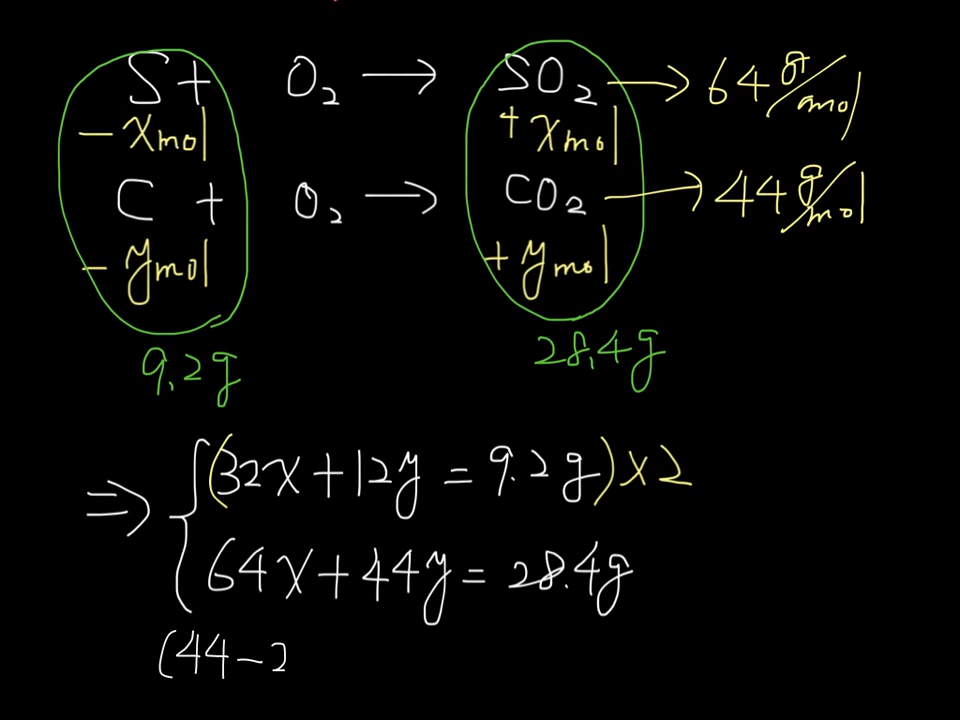 S + O₂ → SO₂ → 64 g/mol
- x mol + x mol
C + O₂ → CO₂ → 44 g/mol
- y mol + y mol
9.2g 28.4g
⇒ { (32x + 12y = 9.2g) × 2
64x + 44y = 28.4g
(44 - 2